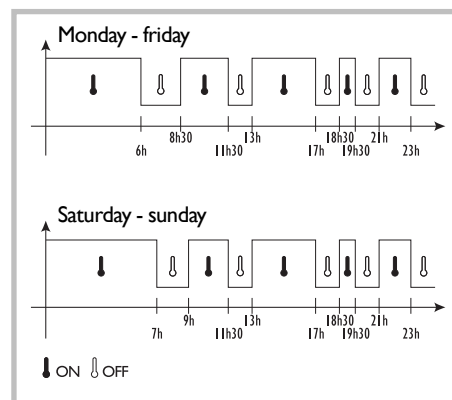 Monday - friday
8h30 13h 18h30 21h
6h 11h30 17h 19h30 23h
Saturday - sunday
9h 13h 18h30 21h
7h 11h30 17h 19h30 23h
ON OFF